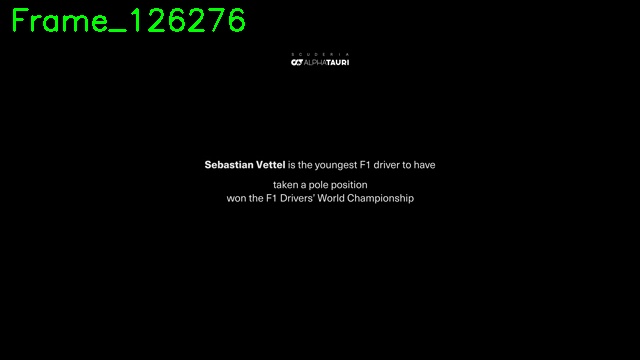 Frame_126276
SCUDERIA
ALPHATAURI
Sebastian Vettel is the youngest F1 driver to have
taken a pole position
won the F1 Drivers' World Championship